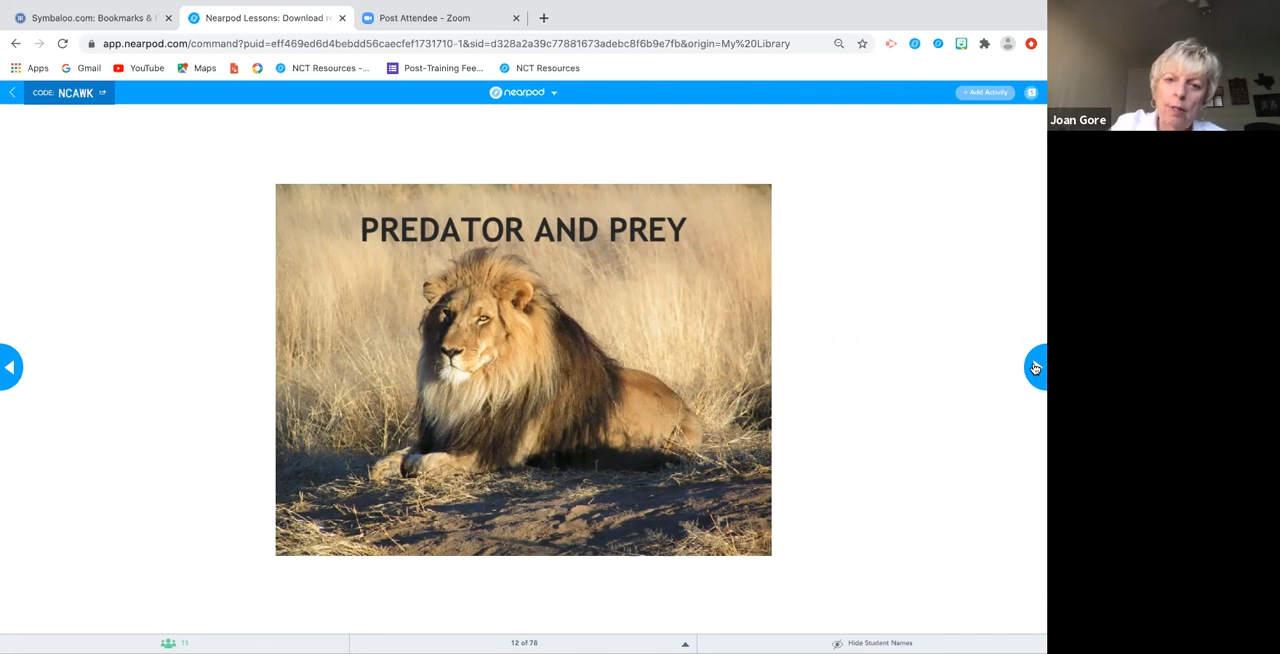 Symbaloo.com: Bookmarks &
Nearpod Lessons: Download r
Post Attendee - Zoom
app.nearpod.com/command?puid=eff469ed6d4bebdd56caecfef1731710-1&sid=d328a2a39c77881673adebc8f6b9e7fb&origin=My%20Library
Apps
Gmail
YouTube
Maps
NCT Resources -...
Post-Training Fee...
NCT Resources
CODE: NCAWK
nearpod
+ Add Activity
Joan Gore
PREDATOR AND PREY
11
12 of 78
Hide Student Names